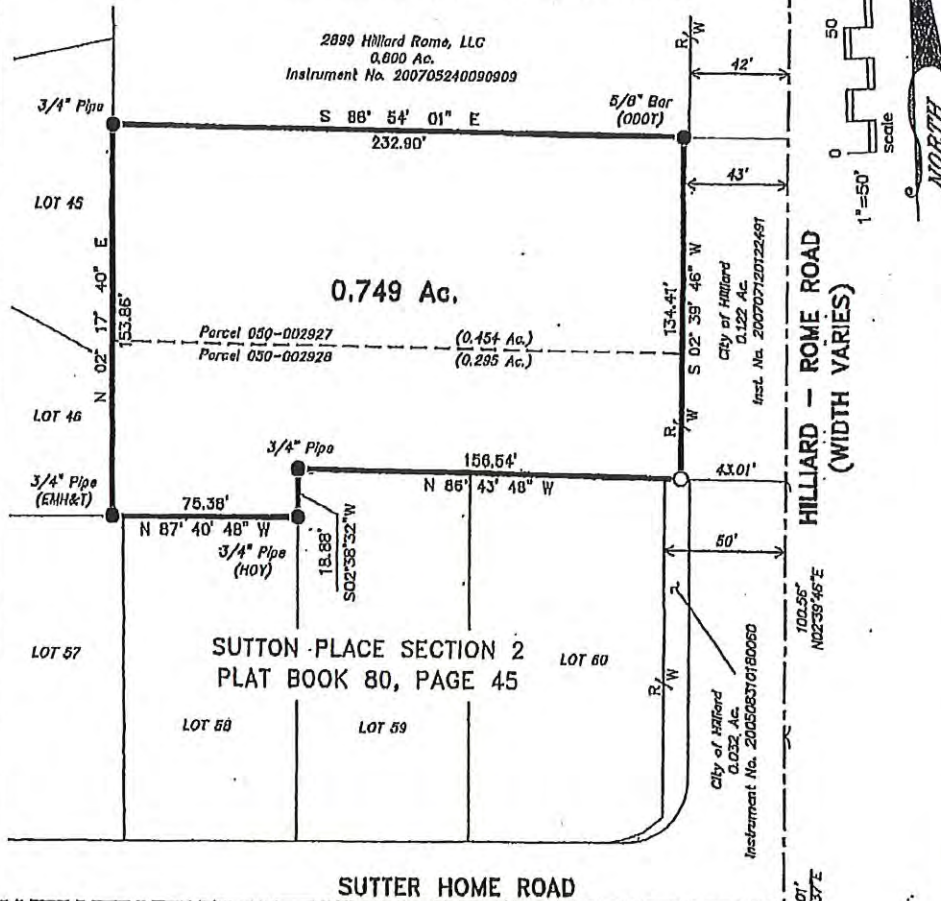 2899 Hilliard Rome, LLC
0.800 Ac.
Instrument No. 200705240090909
R/W
42'
3/4" Pipe
5/8" Bar
(ODOT)
S 86° 54' 01" E
232.90'
43'
50
0
scale
1"=50'
NORTH
LOT 45
N 02° 17' 40" E
153.86'
0.749 Ac.
134.47'
S 02° 39' 46" W
City of Hilliard
0.122 Ac.
Inst. No. 200707120122491
HILLIARD - ROME ROAD
(WIDTH VARIES)
Parcel 050-002927 (0.454 Ac.)
Parcel 050-002928 (0.295 Ac.)
LOT 46
R/W
3/4" Pipe
3/4" Pipe
(EMH&T)
156.54'
N 86° 43' 48" W
43.01'
75.38'
N 87° 40' 48" W
3/4" Pipe
(HOY)
18.88'
S02°38'32"W
50'
100.56'
N02°39'46"E
LOT 57
SUTTON PLACE SECTION 2
PLAT BOOK 80, PAGE 45
LOT 60
R/W
LOT 58
LOT 59
City of Hilliard
0.032 Ac.
Instrument No. 200508310180060
SUTTER HOME ROAD